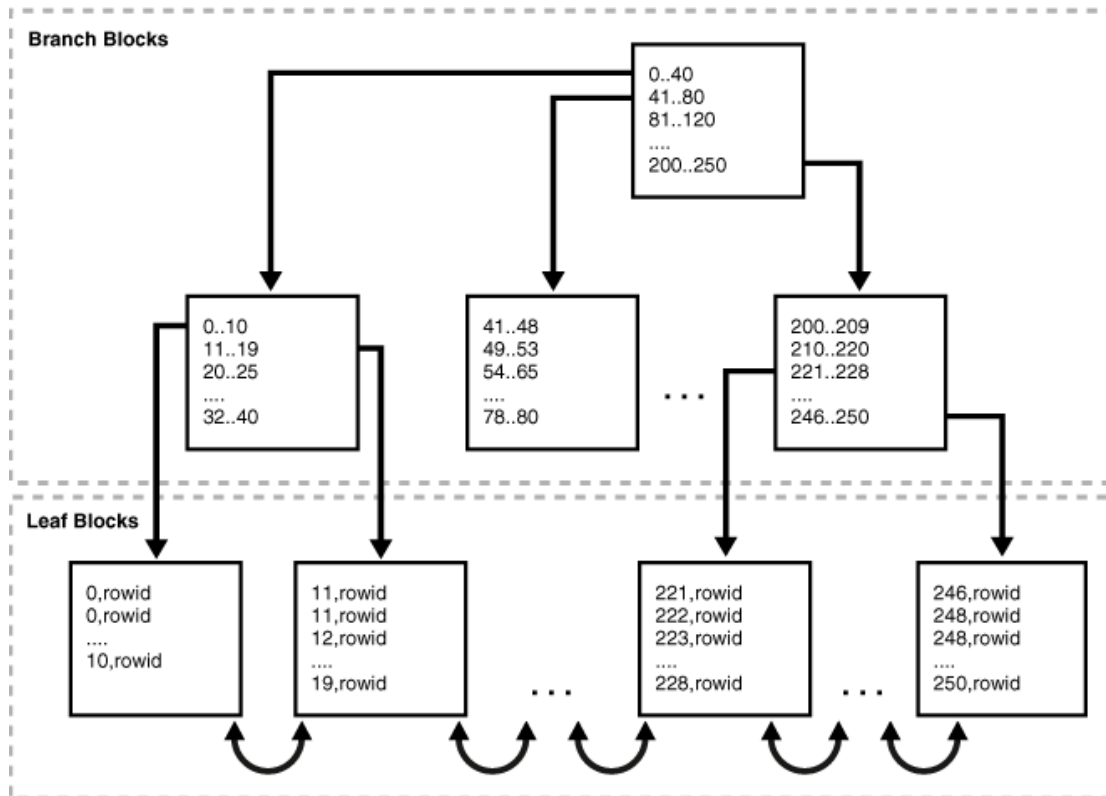 Branch Blocks
0..40
41..80
81..120
....
200..250
0..10
11..19
20..25
....
32..40
41..48
49..53
54..65
....
78..80
...
200..209
210..220
221..228
....
246..250
Leaf Blocks
0,rowid
0,rowid
....
10,rowid
11,rowid
11,rowid
12,rowid
....
19,rowid
...
221,rowid
222,rowid
223,rowid
....
228,rowid
...
246,rowid
248,rowid
248,rowid
....
250,rowid